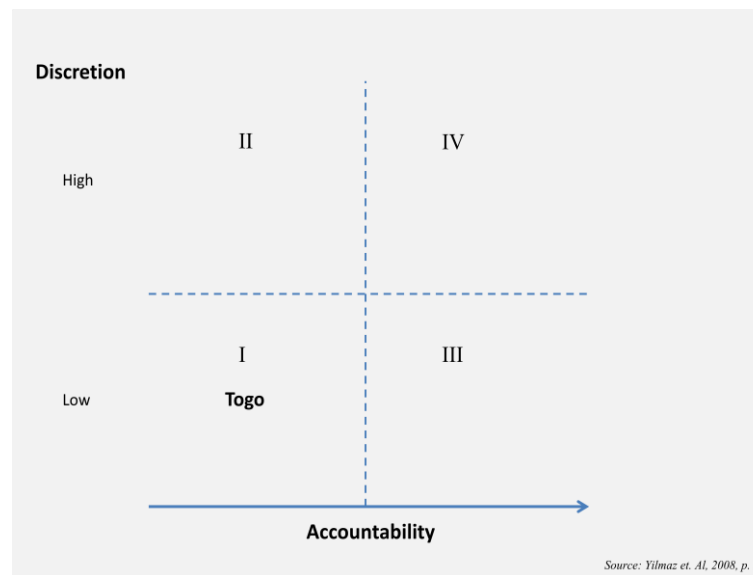 Discretion
II IV
High
I III
Low Togo
Accountability
Source: Yilmaz et. Al, 2008, p.